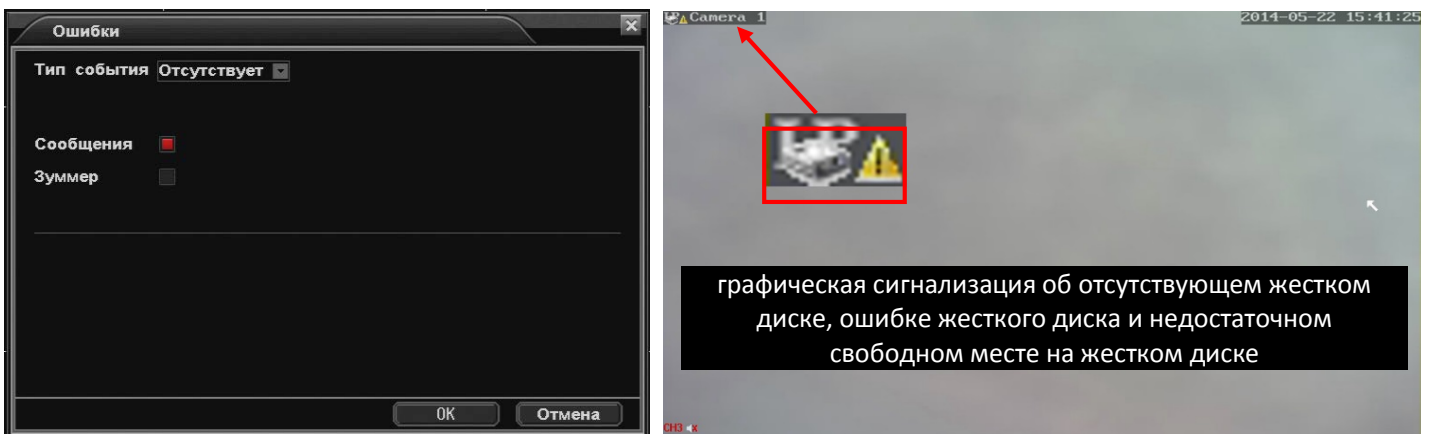 Ошибки
Тип события Отсутствует
Сообщения
Зуммер
OK
Отмена
Camera 1
2014-05-22 15:41:25
графическая сигнализация об отсутствующем жестком
диске, ошибке жесткого диска и недостаточном
свободном месте на жестком диске
CH3